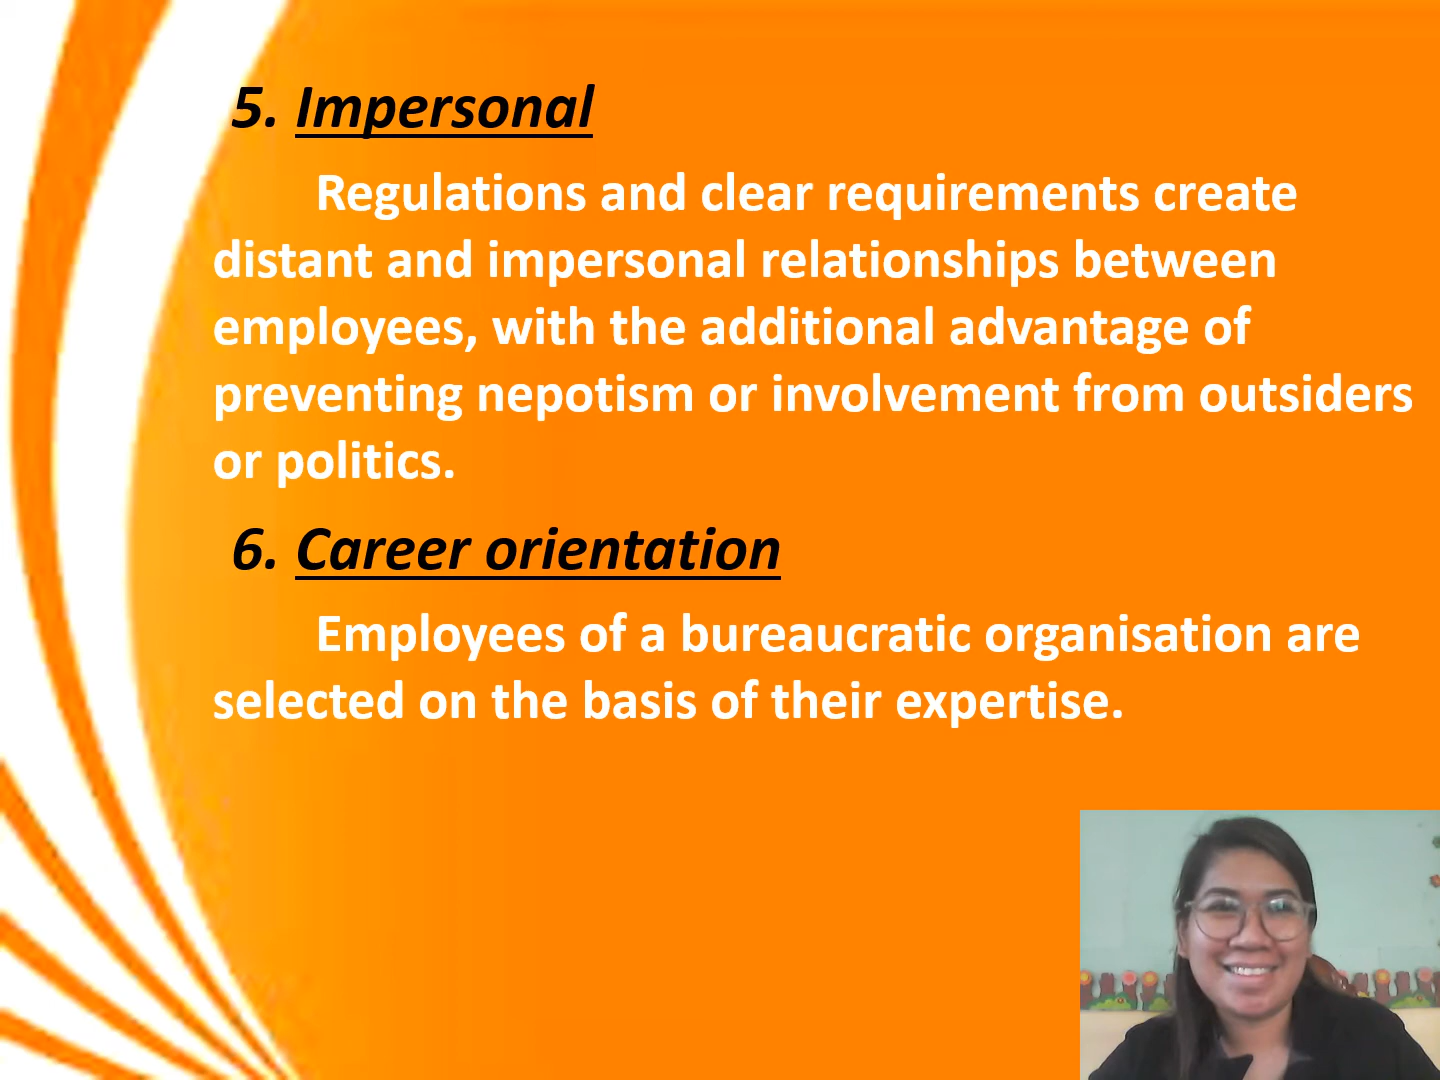 5. Impersonal
Regulations and clear requirements create
distant and impersonal relationships between
employees, with the additional advantage of
preventing nepotism or involvement from outsiders
or politics.
6. Career orientation
Employees of a bureaucratic organisation are
selected on the basis of their expertise.